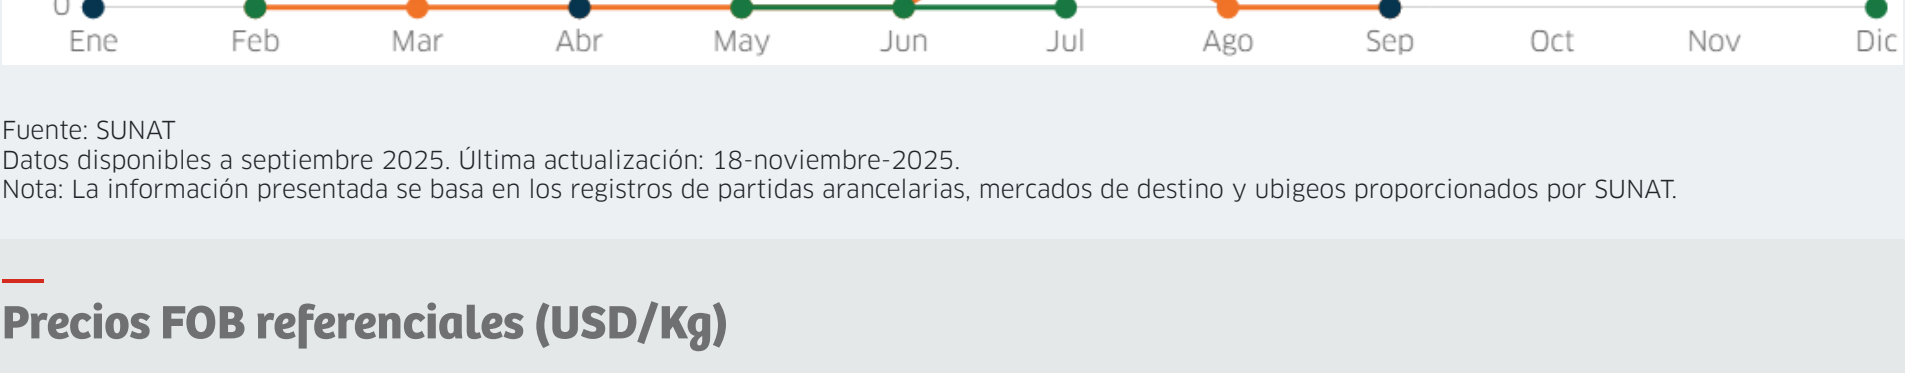 0
Ene Feb Mar Abr May Jun Jul Ago Sep Oct Nov Dic
Fuente: SUNAT
Datos disponibles a septiembre 2025. Última actualización: 18-noviembre-2025.
Nota: La información presentada se basa en los registros de partidas arancelarias, mercados de destino y ubigeos proporcionados por SUNAT.
Precios FOB referenciales (USD/Kg)